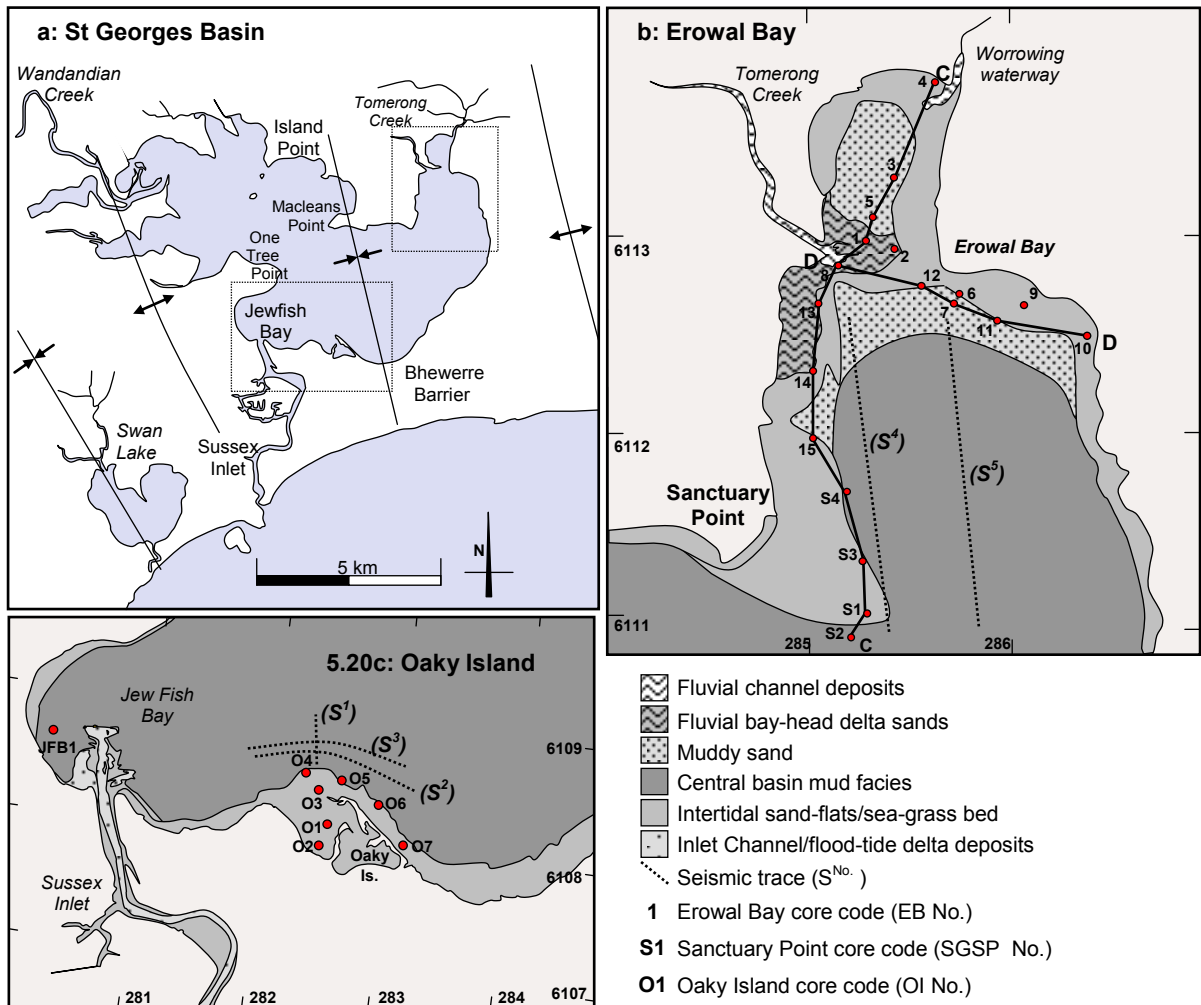 a: St Georges Basin
Wandandian
Creek
Tomerong
Creek
Island
Point
Macleans
Point
One
Tree
Point
Jewfish
Bay
Bhewerre
Barrier
Swan
Lake
Sussex
Inlet
5 km
N
b: Erowal Bay
Tomerong
Creek
Worrowing
waterway
4
C
3
5
1
2
D
8
Erowal Bay
12
6
9
7
13
11
10
D
14
15
(S4)
(S5)
Sanctuary
Point
S4
S3
S1
S2
C
6113
6112
6111
285
286
5.20c: Oaky Island
Jew Fish
Bay
JFB1
(S1)
(S3)
(S2)
O4
O5
O3
O6
O1
O2
O7
Oaky
Is.
Sussex
Inlet
6109
6108
6107
281
282
283
284
Fluvial channel deposits
Fluvial bay-head delta sands
Muddy sand
Central basin mud facies
Intertidal sand-flats/sea-grass bed
Inlet Channel/flood-tide delta deposits
Seismic trace (SNo. )
1 Erowal Bay core code (EB No.)
S1 Sanctuary Point core code (SGSP No.)
O1 Oaky Island core code (OI No.)